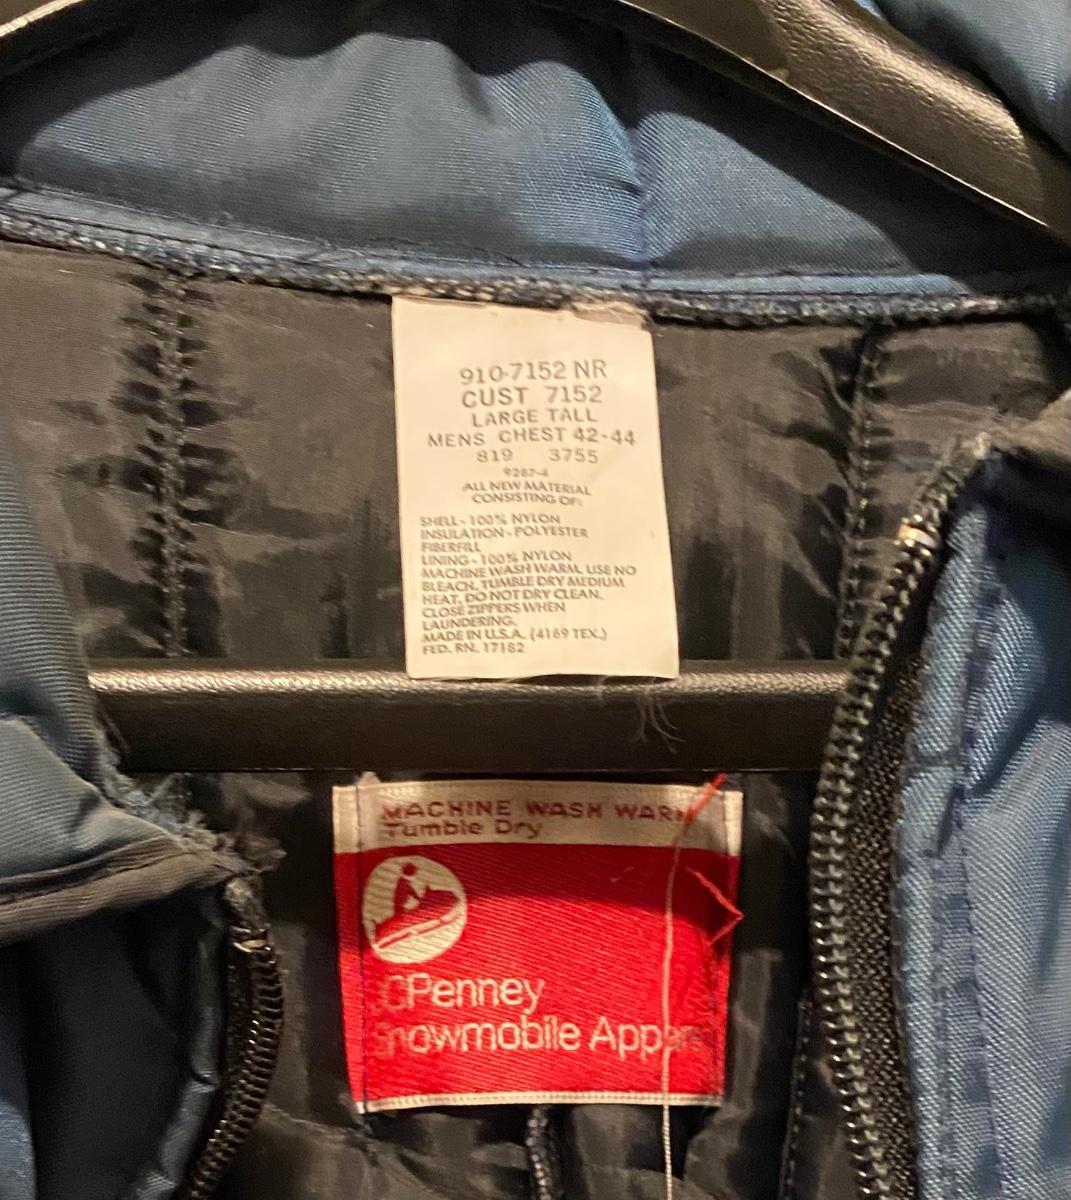 910-7152 NR
CUST 7152
LARGE TALL
MENS CHEST 42-44
819 3755
9287-4
ALL NEW MATERIAL
CONSISTING OF:
SHELL - 100% NYLON
INSULATION - POLYESTER
FIBERFILL
LINING - 100% NYLON
MACHINE WASH WARM. USE NO
BLEACH. TUMBLE DRY MEDIUM
HEAT. DO NOT DRY CLEAN.
CLOSE ZIPPERS WHEN
LAUNDERING.
MADE IN U.S.A. (4169 TEX.)
FED. RN. 17182
MACHINE WASH WARM
Tumble Dry
JCPenney
Snowmobile Apparel